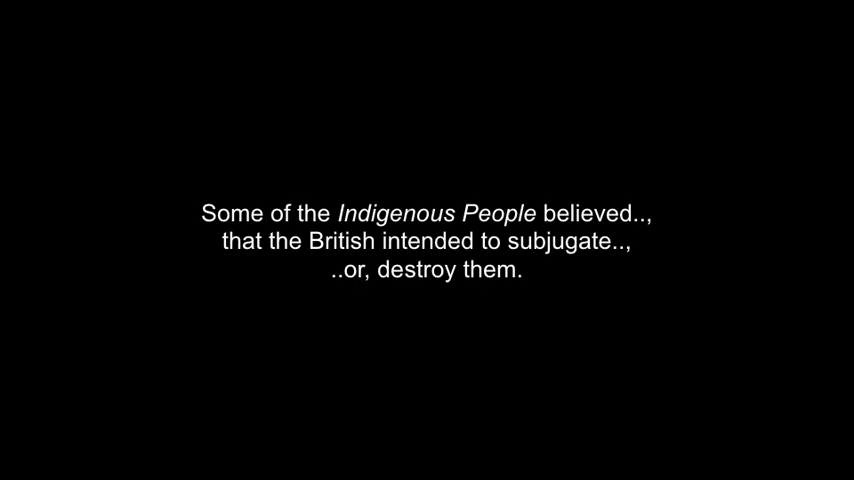 Some of the Indigenous People believed..,
that the British intended to subjugate..,
..or, destroy them.